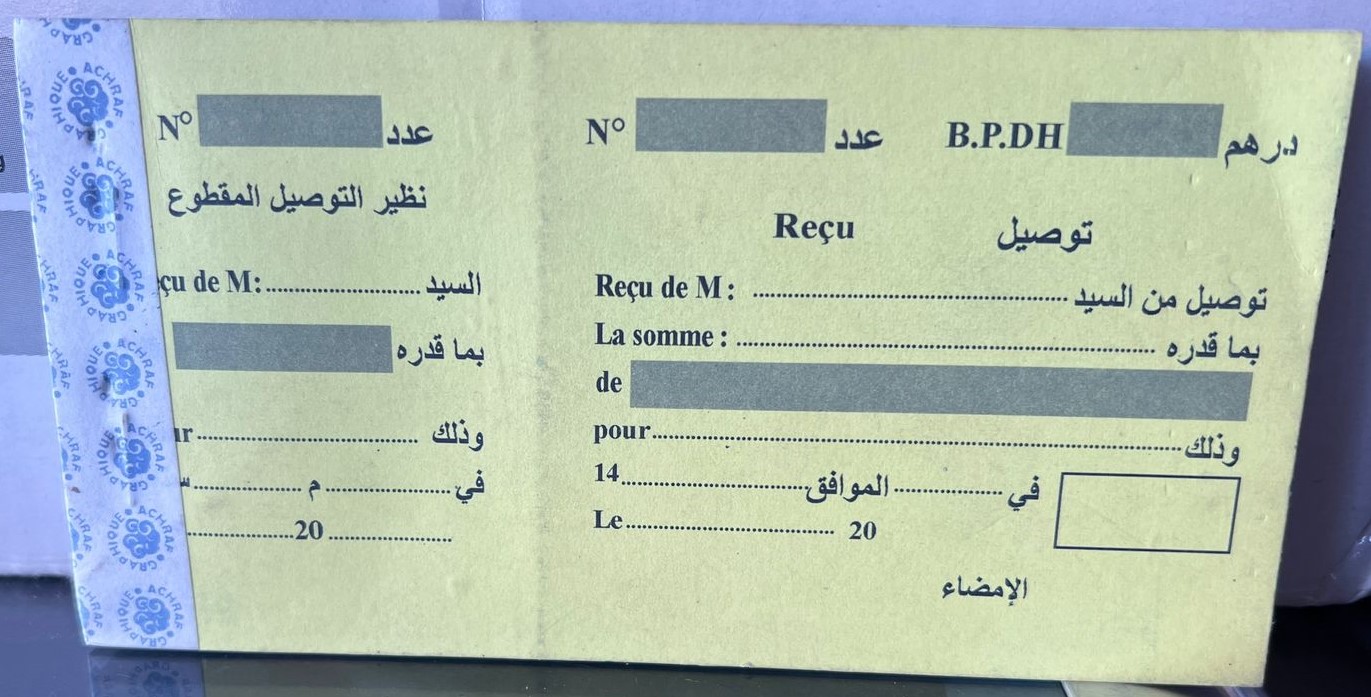 ACHRAF GRAPHIQUE
N° عدد
نظير التوصيل المقطوع
çu de M: السيد
بما قدره
ur وذلك
في م
20
N° عدد B.P.DH درهم
Reçu توصيل
Reçu de M : توصيل من السيد
La somme : بما قدره
de
pour وذلك
14 الموافق في
Le 20
الإمضاء